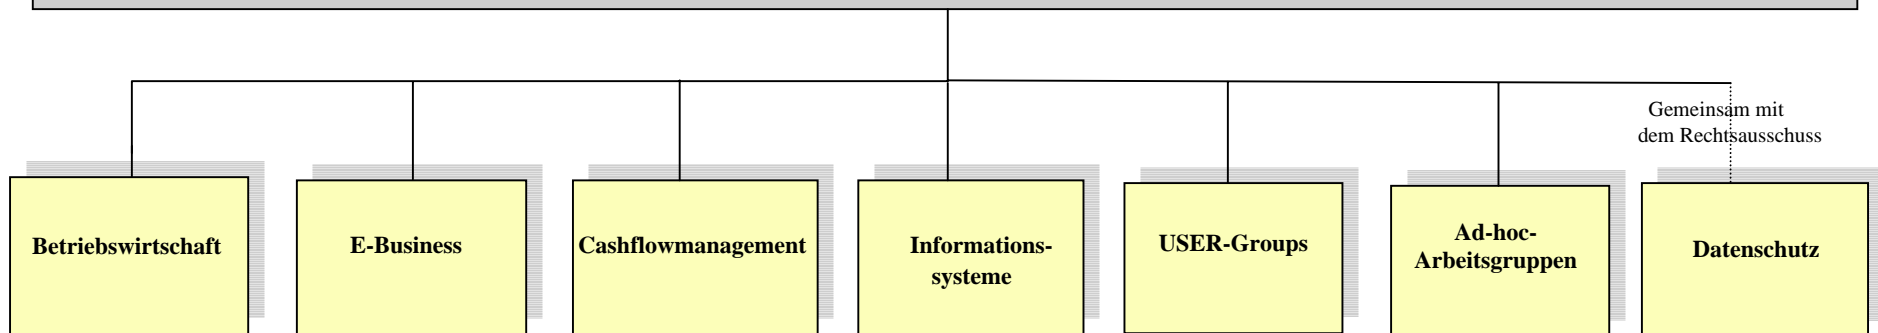 Gemeinsam mit
dem Rechtsausschuss
Betriebswirtschaft
E-Business
Cashflowmanagement
Informations-
systeme
USER-Groups
Ad-hoc-
Arbeitsgruppen
Datenschutz